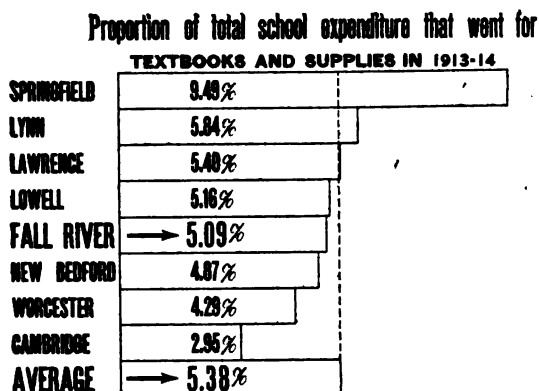 Proportion of total school expenditure that went for
TEXTBOOKS AND SUPPLIES IN 1913-14
SPRINGFIELD 9.49%
LYNN 5.84%
LAWRENCE 5.40%
LOWELL 5.16%
FALL RIVER 5.09%
NEW BEDFORD 4.87%
WORCESTER 4.29%
CAMBRIDGE 2.95%
AVERAGE 5.38%